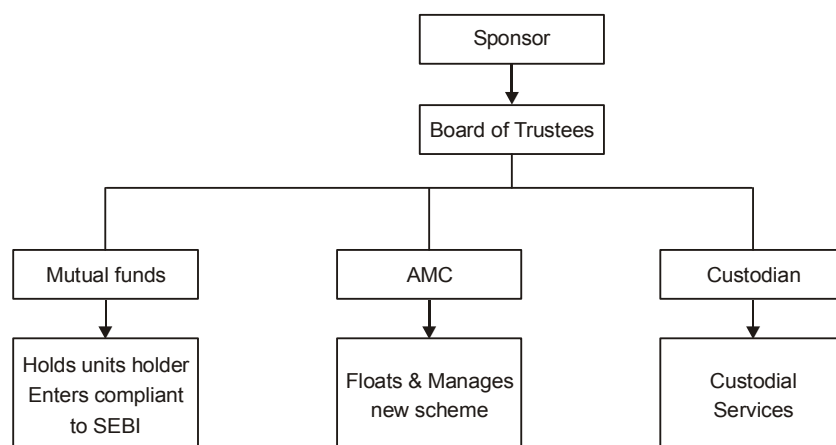 Sponsor
Board of Trustees
Mutual funds
AMC
Custodian
Holds units holder
Enters compliant
to SEBI
Floats & Manages
new scheme
Custodial
Services